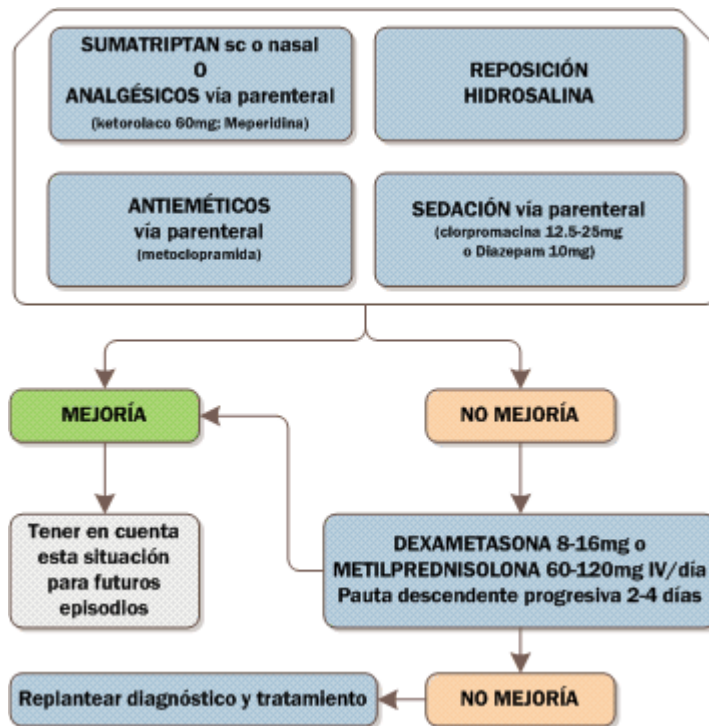 SUMATRIPTAN sc o nasal
O
ANALGÉSICOS vía parenteral
(ketorolaco 60mg; Meperidina)
REPOSICIÓN
HIDROSALINA
ANTIEMÉTICOS
vía parenteral
(metoclopramida)
SEDACIÓN vía parenteral
(clorpromacina 12.5-25mg
o Diazepam 10mg)
MEJORÍA
NO MEJORÍA
Tener en cuenta
esta situación
para futuros
episodios
DEXAMETASONA 8-16mg o
METILPREDNISOLONA 60-120mg IV/día
Pauta descendente progresiva 2-4 días
Replantear diagnóstico y tratamiento
NO MEJORÍA